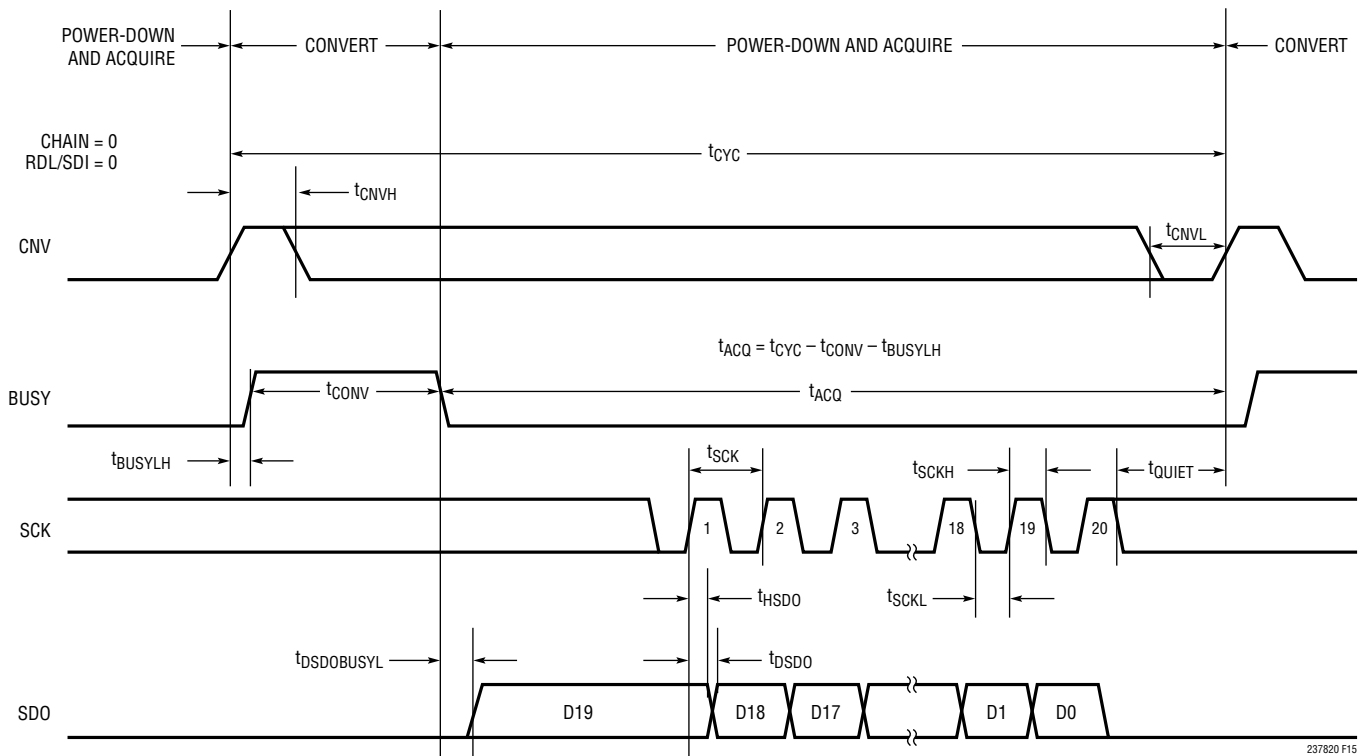 POWER-DOWN
AND ACQUIRE
CONVERT
POWER-DOWN AND ACQUIRE
CONVERT
CHAIN = 0
RDL/SDI = 0
tCYC
tCNVH
tCNVL
CNV
tACQ = tCYC – tCONV – tBUSYLH
tCONV
tACQ
BUSY
tBUSYLH
tSCK
tSCKH
tQUIET
SCK
1
2
3
18
19
20
tHSDO
tSCKL
tDSDOBUSYL
tDSDO
SDO
D19
D18
D17
D1
D0
237820 F15